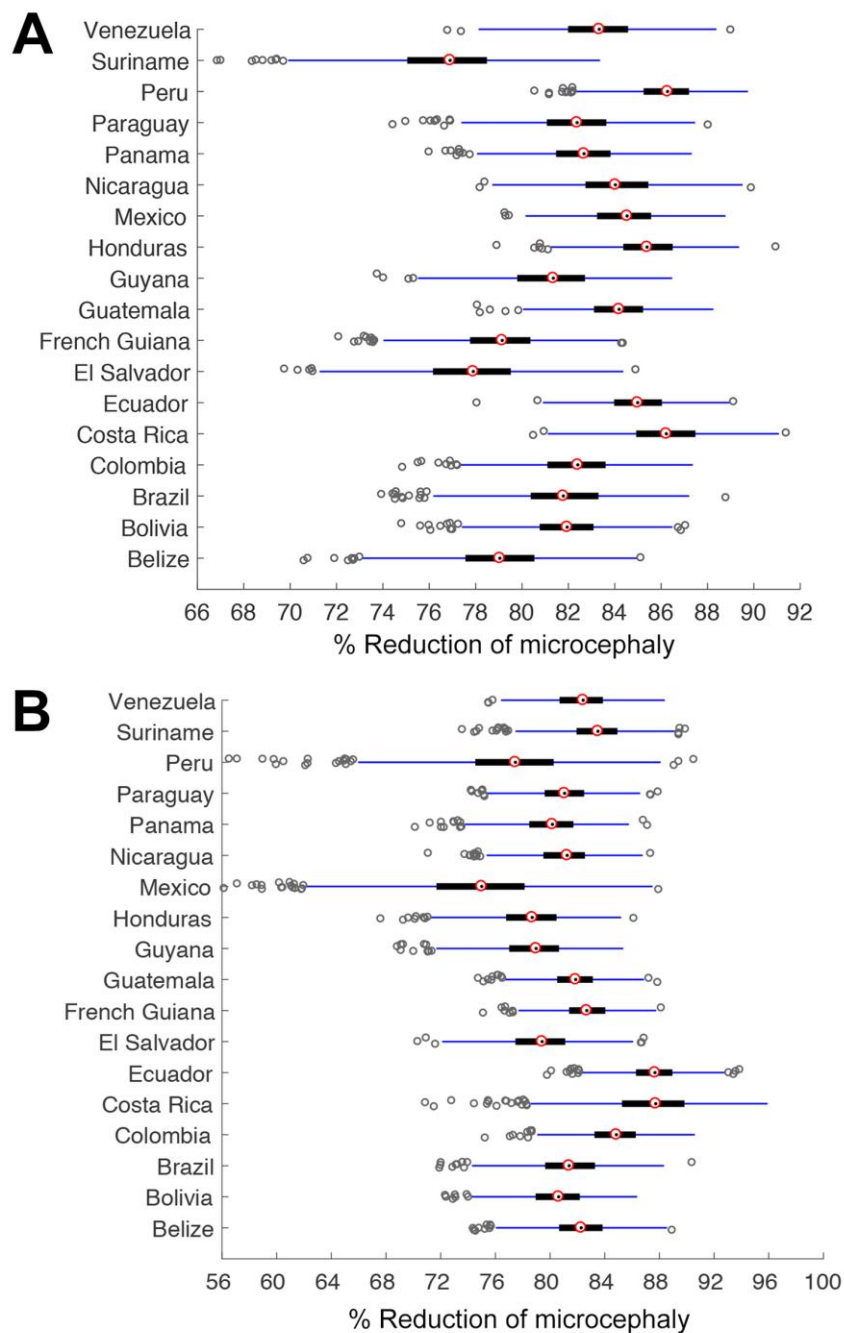 A
Venezuela
Suriname
Peru
Paraguay
Panama
Nicaragua
Mexico
Honduras
Guyana
Guatemala
French Guiana
El Salvador
Ecuador
Costa Rica
Colombia
Brazil
Bolivia
Belize
66 68 70 72 74 76 78 80 82 84 86 88 90 92
% Reduction of microcephaly
B
Venezuela
Suriname
Peru
Paraguay
Panama
Nicaragua
Mexico
Honduras
Guyana
Guatemala
French Guiana
El Salvador
Ecuador
Costa Rica
Colombia
Brazil
Bolivia
Belize
56 60 64 68 72 76 80 84 88 92 96 100
% Reduction of microcephaly